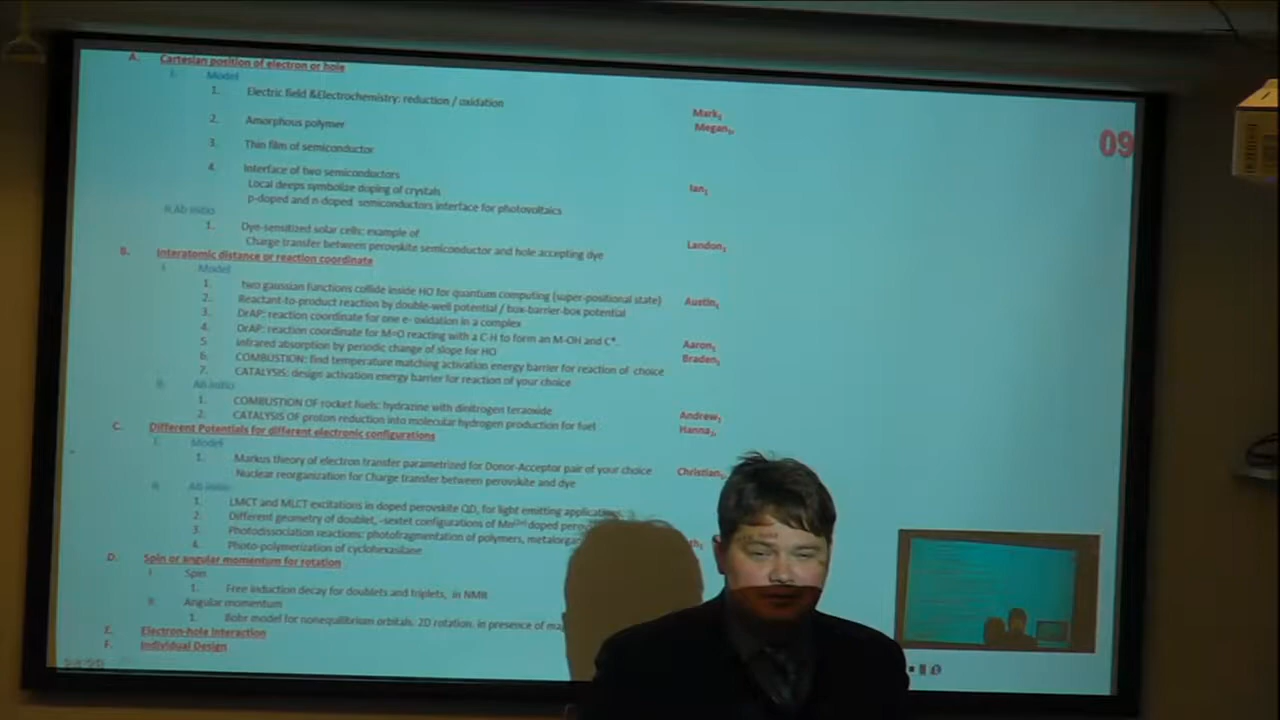 A. Cartesian position of electron or hole
I. Model
1. Electric field &Electrochemistry: reduction / oxidation
Mark
Megan
2. Amorphous polymer
3. Thin film of semiconductor
4. Interface of two semiconductors
Local deeps symbolize doping of crystals
Ian
p-doped and n doped semiconductors interface for photovoltaics
II.Ab initio
1. Dye-sensitized solar cells: example of
Charge transfer between perovskite semiconductor and hole accepting dye
Landon
B. Interatomic distance or reaction coordinate
I. Model
1. Two gaussian functions collide inside HO for quantum computing (super-positional state)
Austin
2. Reactant-to-product reaction by double-well potential / box-barrier-box potential
3. DrAP: reaction coordinate for one e- oxidation in a complex
4. DrAP: reaction coordinate for M=O reacting with a C-H to form an M-OH and C*.
Aaron
5. Infrared absorption by periodic change of slope for HO
6. COMBUSTION: find temperature matching activation energy barrier for reaction of choice
Braden
7. CATALYSIS: design activation energy barrier for reaction of your choice
II. Ab initio
1. COMBUSTION of rocket fuels: hydrazine with dinitrogen teraoxide
Andrew
2. CATALYSIS OF proton reduction into molecular hydrogen production for fuel
Hanna
C. Different Potentials for different electronic configurations
I. Model
1. Markus theory of electron transfer parametrized for Donor-Acceptor pair of your choice
Christian
Nuclear reorganization for Charge transfer between perovskite and dye
II. Ab initio
1. LMCT and MLCT excitations in doped perovskite QD, for light emitting applications
2. Different geometry of doublet, -sextet configurations of doped
3. Photodissociation reactions: photofragmentation of polymers,
4. Photo-polymerization of cyclohexasilane
D. Spin or angular momentum for rotation
I. Spin
1. Free induction decay for doublets and triplets, in NMR
II. Angular momentum
1. Bohr model for nonequilibrium orbitals. 2D rotation. in presence of
E. Electron-hole interaction
F. Individual Design
09